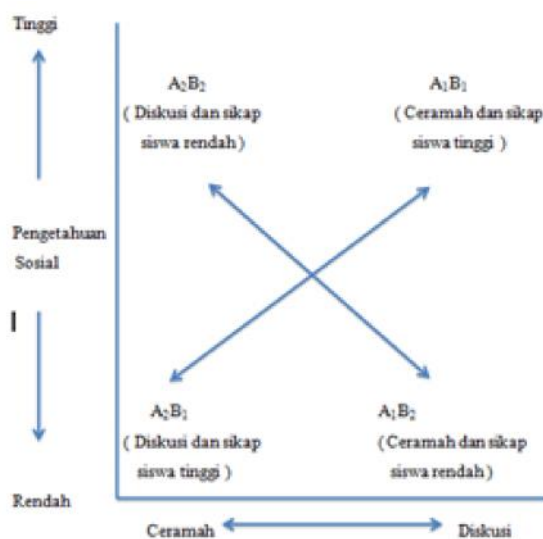 Tinggi
A₂B₂
( Diskusi dan sikap
siswa rendah )
A₁B₁
( Ceramah dan sikap
siswa tinggi )
Pengetahuan
Sosial
A₂B₁
( Diskusi dan sikap
siswa tinggi )
A₁B₂
(Ceramah dan sikap
siswa rendah )
Rendah
Ceramah
Diskusi